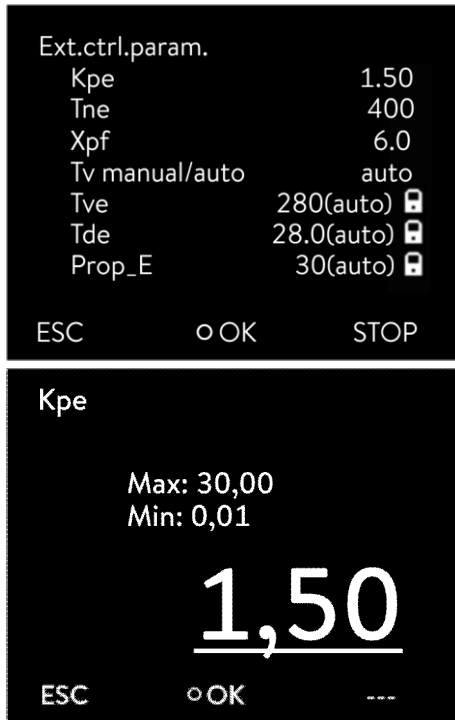 Ext.ctrl.param.
Kpe 1.50
Tne 400
Xpf 6.0
Tv manual/auto auto
Tve 280(auto)
Tde 28.0(auto)
Prop_E 30(auto)
ESC OK STOP
Kpe
Max: 30,00
Min: 0,01
1,50
ESC OK ---